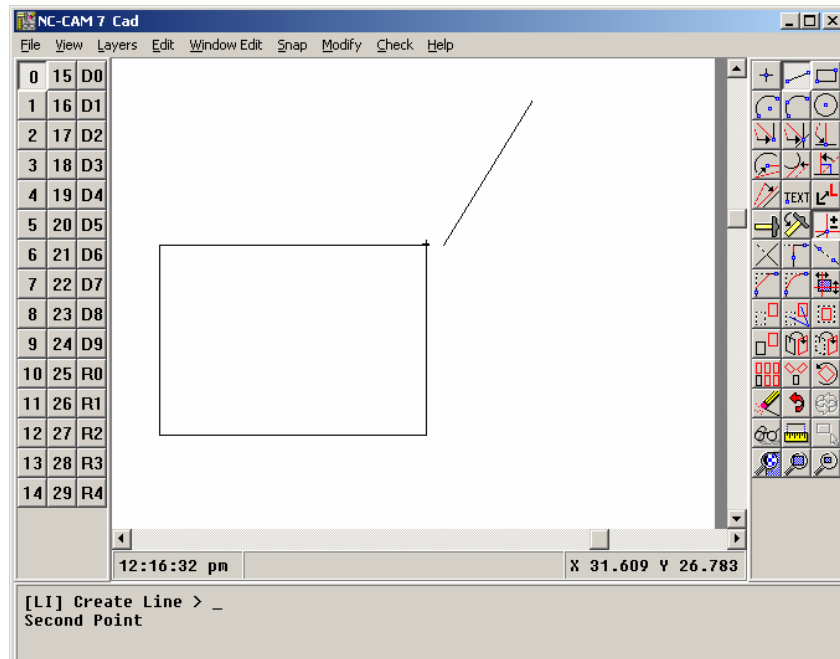 NC-CAM 7 Cad
File View Layers Edit Window Edit Snap Modify Check Help
0 15 D0
1 16 D1
2 17 D2
3 18 D3
4 19 D4
5 20 D5
6 21 D6
7 22 D7
8 23 D8
9 24 D9
10 25 R0
11 26 R1
12 27 R2
13 28 R3
14 29 R4
TEXT L
12:16:32 pm X 31.609 Y 26.783
[LI] Create Line > _
Second Point